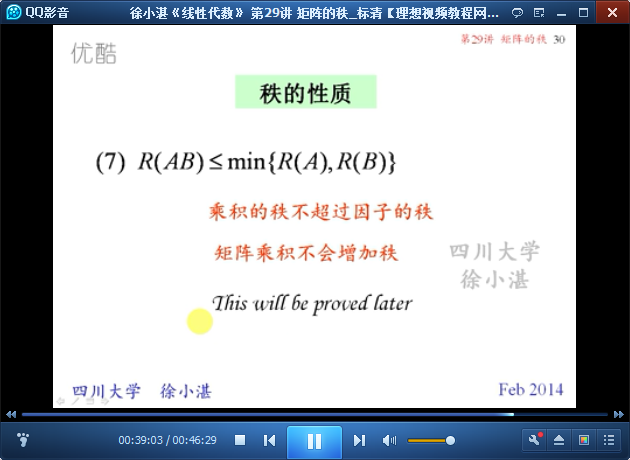 QQ影音 徐小湛《线性代数》 第29讲 矩阵的秩_标清【理想视频教程网...
优酷
第29讲 矩阵的秩 30
秩的性质
(7) R(AB) ≤ min{R(A), R(B)}
乘积的秩不超过因子的秩
矩阵乘积不会增加秩
四川大学
徐小湛
This will be proved later
四川大学 徐小湛
Feb 2014
00:39:03 / 00:46:29